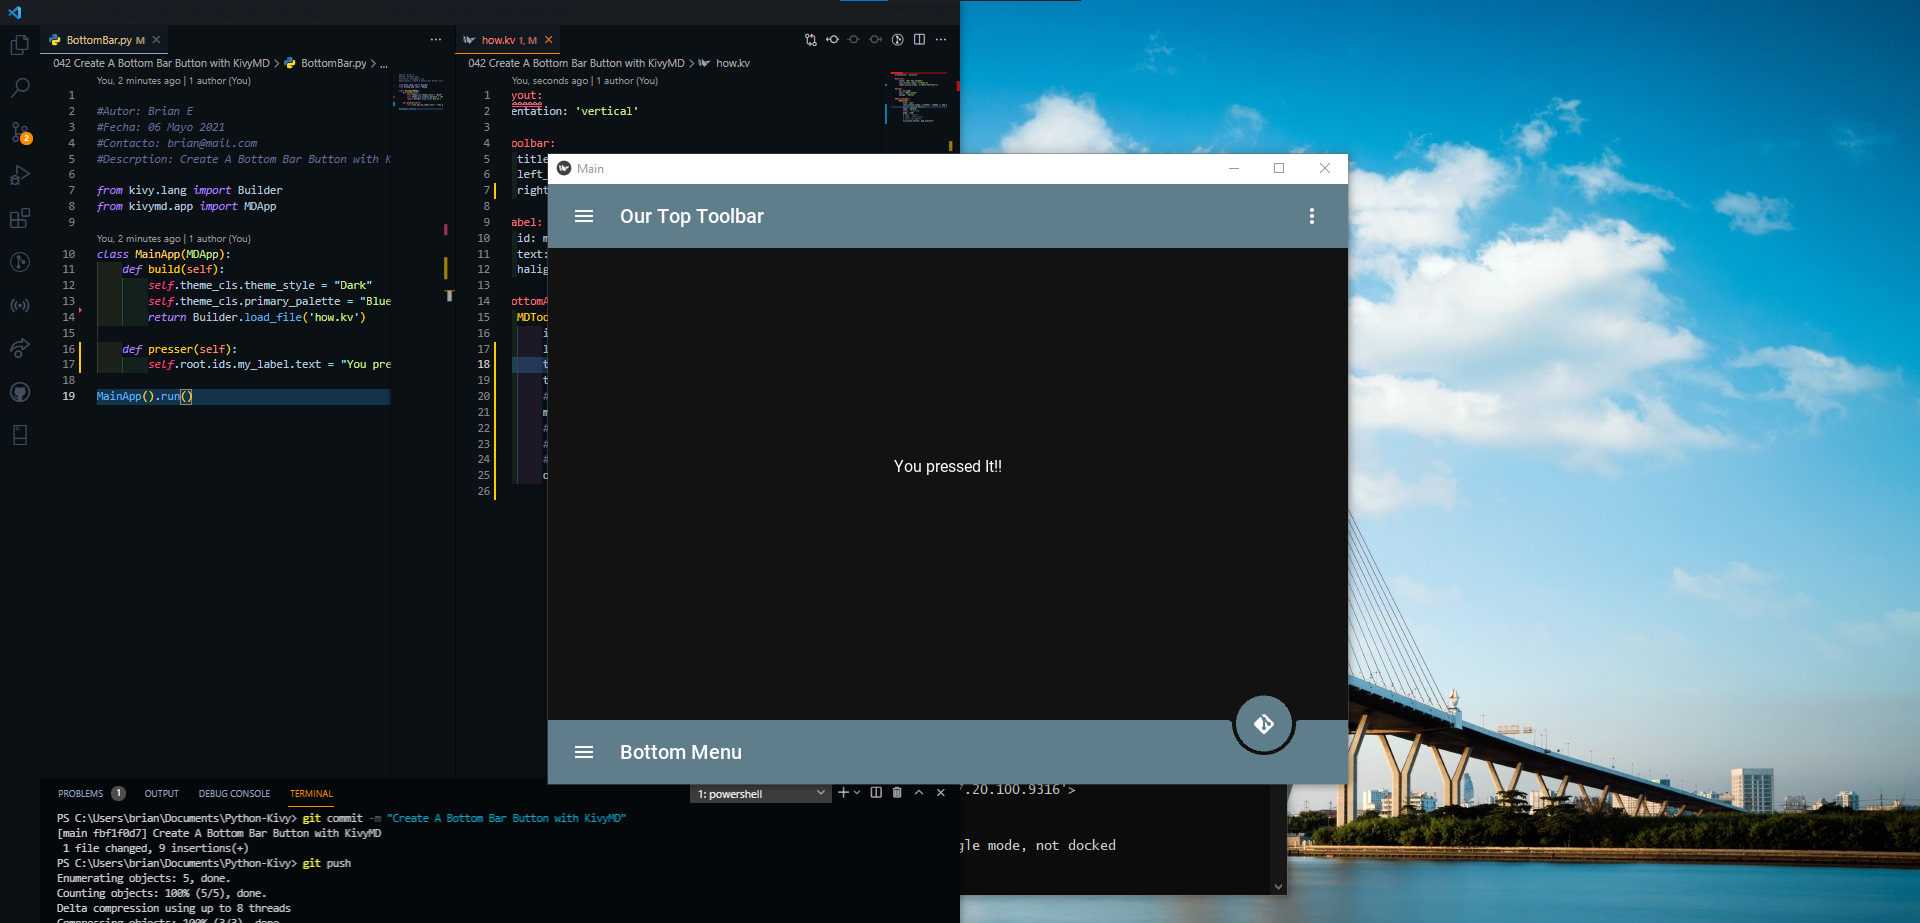 BottomBar.py M
how.kv 1, M
042 Create A Bottom Bar Button with KivyMD > BottomBar.py > ...
042 Create A Bottom Bar Button with KivyMD > how.kv
You, 2 minutes ago | 1 author (You)
1
2 #Autor: Brian E
3 #Fecha: 06 Mayo 2021
4 #Contacto: brian@mail.com
5 #Descrption: Create A Bottom Bar Button with K
6
7 from kivy.lang import Builder
8 from kivymd.app import MDApp
9
You, 2 minutes ago | 1 author (You)
10 class MainApp(MDApp):
11 def build(self):
12 self.theme_cls.theme_style = "Dark"
13 self.theme_cls.primary_palette = "Blue
14 return Builder.load_file('how.kv')
15
16 def presser(self):
17 self.root.ids.my_label.text = "You pre
18
19 MainApp().run()
You, seconds ago | 1 author (You)
1 yout:
2 entation: 'vertical'
3
4 oolbar:
5 title
6 left_
7 right
8
9 abel:
10 id: m
11 text:
12 halig
13
14 ottomA
15 MDToo
16 i
17 l
18 t
19 t
20 #
21 m
22 #
23 #
24 #
25 o
26
2
Main
Our Top Toolbar
You pressed It!!
Bottom Menu
PROBLEMS 1 OUTPUT DEBUG CONSOLE TERMINAL
1: powershell
PS C:\Users\brian\Documents\Python-Kivy> git commit -m "Create A Bottom Bar Button with KivyMD"
[main fbf1f0d7] Create A Bottom Bar Button with KivyMD
1 file changed, 9 insertions(+)
PS C:\Users\brian\Documents\Python-Kivy> git push
Enumerating objects: 5, done.
Counting objects: 100% (5/5), done.
Delta compression using up to 8 threads
Compressing objects: 100% (3/3), done.
7.20.100.9316'>
gle mode, not docked